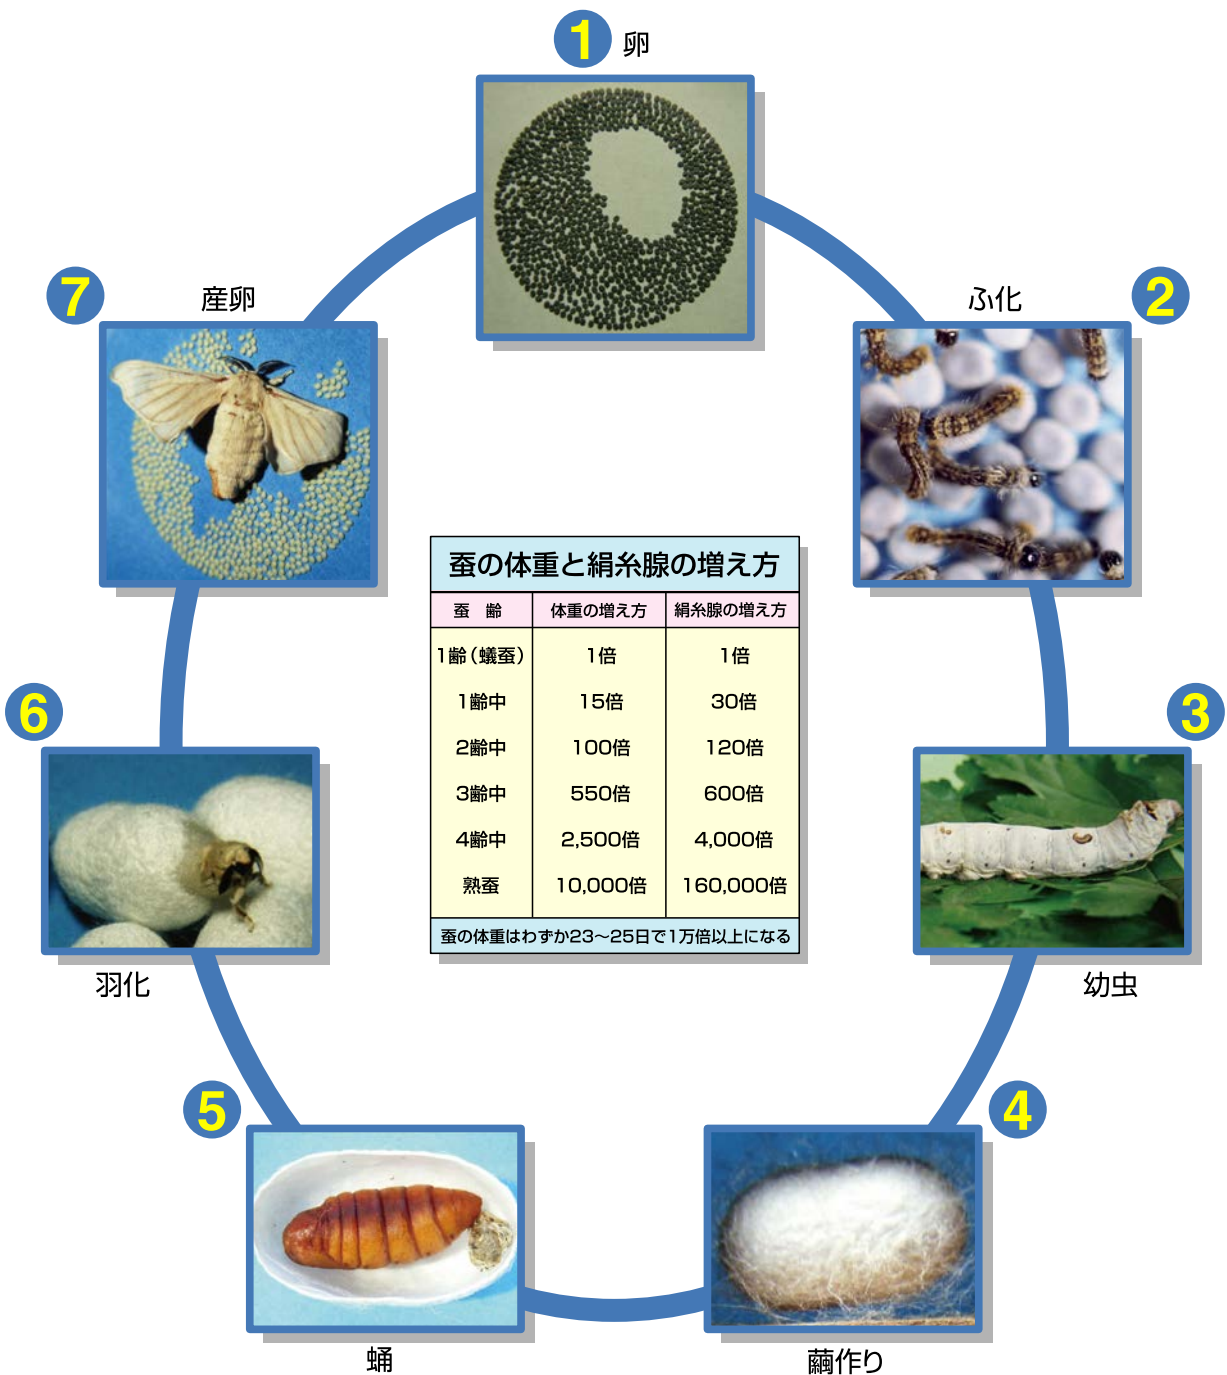 1 卵
2 ふ化
3 幼虫
4 繭作り
5 蛹
6 羽化
7 産卵
蚕の体重と絹糸腺の増え方
蚕 齢 体重の増え方 絹糸腺の増え方
1齢(蟻蚕) 1倍 1倍
1齢中 15倍 30倍
2齢中 100倍 120倍
3齢中 550倍 600倍
4齢中 2,500倍 4,000倍
熟蚕 10,000倍 160,000倍
蚕の体重はわずか23～25日で1万倍以上になる